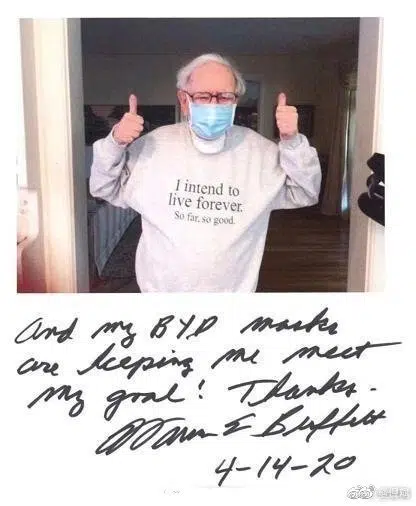 I intend to
live forever.
So far, so good.
And my BYD masks
are keeping me meet
my goal! Thanks.
Warren E Buffett
4-14-20